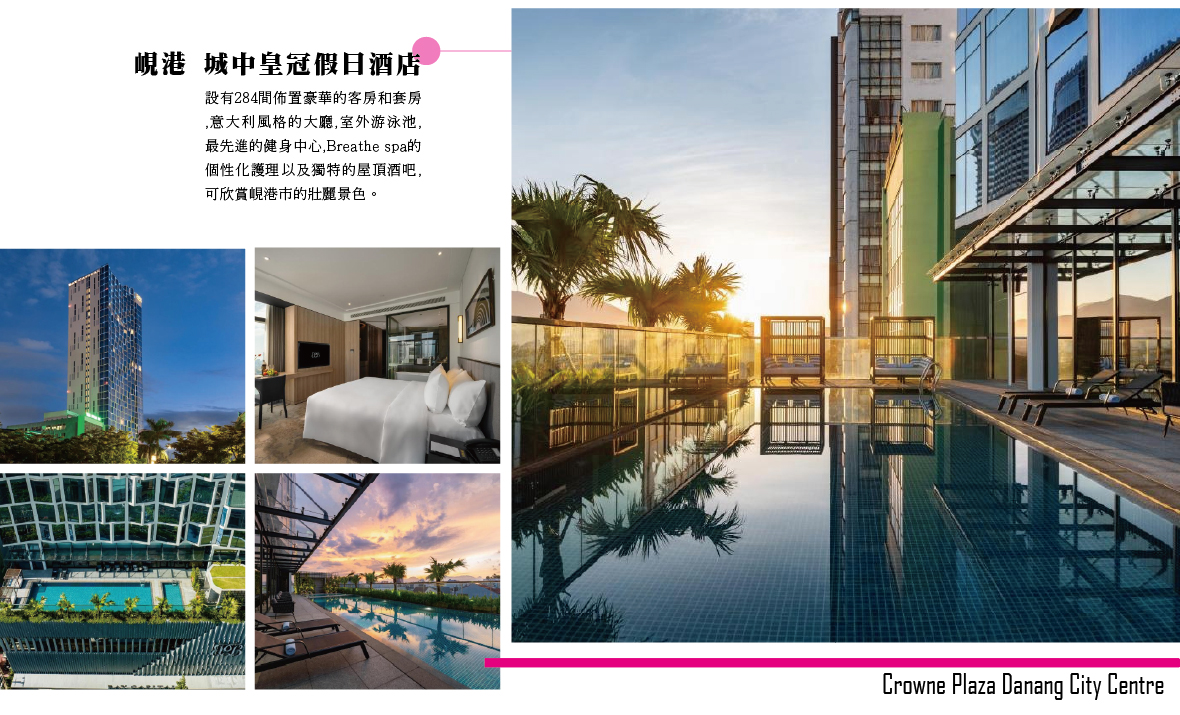 峴港 城中皇冠假日酒店
設有284間佈置豪華的客房和套房
,意大利風格的大廳,室外游泳池,
最先進的健身中心,Breathe spa的
個性化護理以及獨特的屋頂酒吧,
可欣賞峴港市的壯麗景色。
Crowne Plaza Danang City Centre